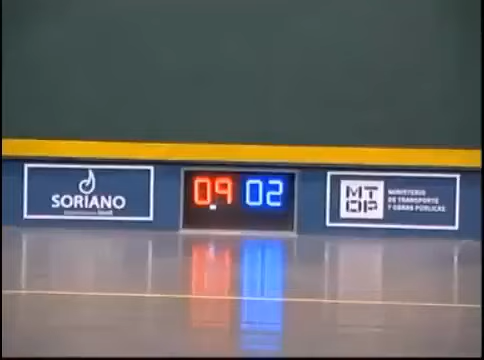 SORIANO
09 02
MT
OP
MINISTERIO
DE TRANSPORTE
Y OBRAS PÚBLICAS